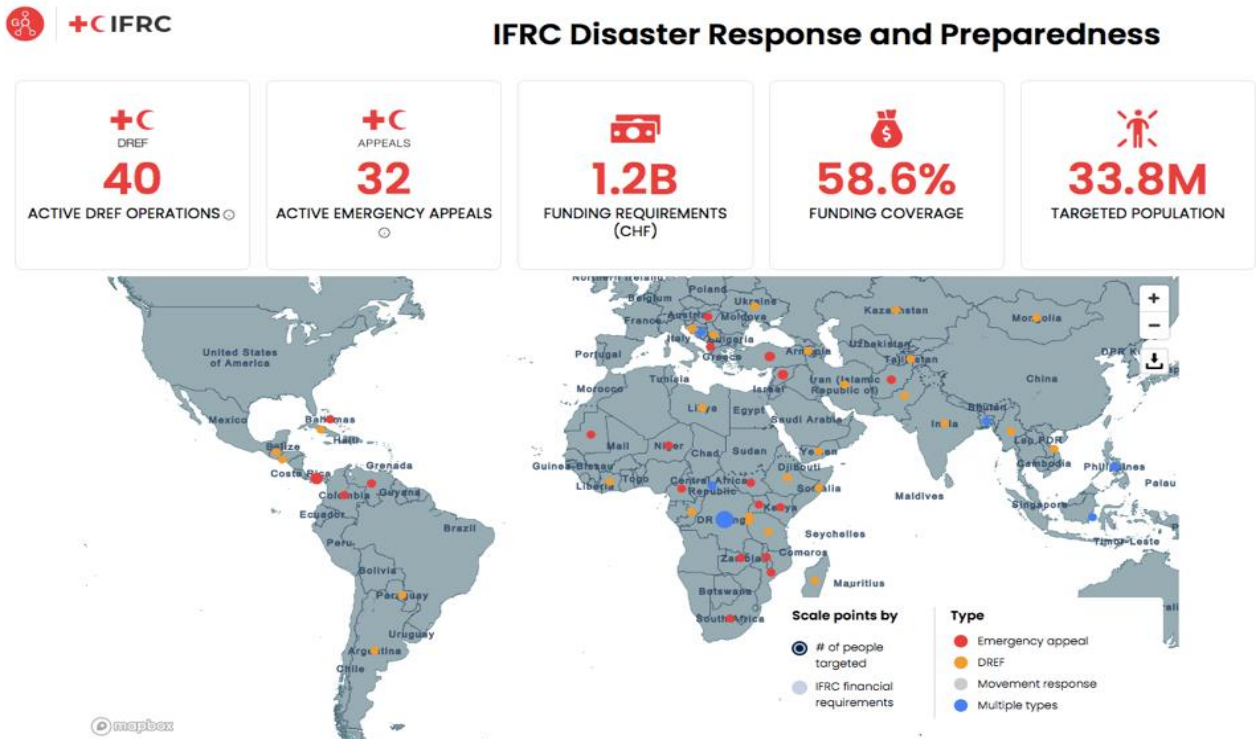 IFRC
IFRC Disaster Response and Preparedness
DREF
40
ACTIVE DREF OPERATIONS
APPEALS
32
ACTIVE EMERGENCY APPEALS
1.2B
FUNDING REQUIREMENTS
(CHF)
$
58.6%
FUNDING COVERAGE
33.8M
TARGETED POPULATION
Northern Ireland
Belgium
Poland
Ukraine
France
Austria
Moldova
Italy
Bulgaria
Portugal
Greece
Armenia
Kazakhstan
Mongolia
Uzbekistan
Tajikistan
DPR
China
United States
of America
Morocco
Tunisia
Israel
Iran (Islamic
Republic of)
Mexico
Bahamas
Haiti
Belize
Libya
Egypt
Saudi Arabia
Bhutan
India
Lao PDR
Mali
Niger
Chad
Sudan
Yemen
Costa Rica
Grenada
Guinea-Bissau
Togo
Liberia
Central Africa
Republic
Djibouti
Somalia
Cambodia
Philippines
Palau
Colombia
Guyana
Maldives
Singapore
Ecuador
DR
Kenya
Brazil
Seychelles
Timor-Leste
Peru
Bolivia
Zambia
Comoros
Paraguay
Botswana
Mauritius
South Africa
Uruguay
Argentina
Chile
+
−
Scale points by
# of people
targeted
IFRC financial
requirements
Type
Emergency appeal
DREF
Movement response
Multiple types
mapbox